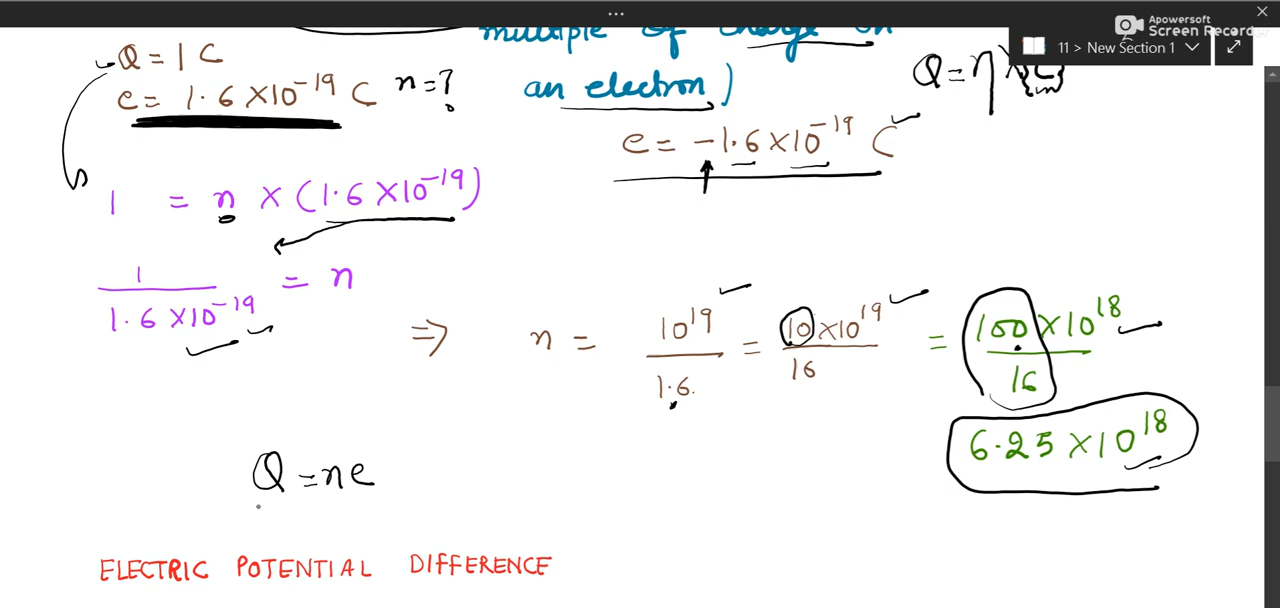 ...
Apowersoft
Screen Recorder
11 > New Section 1
multiple of charge on
an electron)
Q = 1 C
e = 1.6 × 10⁻¹⁹ C n = ?
e = -1.6 × 10⁻¹⁹ C
1 = n × (1.6 × 10⁻¹⁹)
1 / 1.6 × 10⁻¹⁹ = n
⇒ n = 10¹⁹ / 1.6 = 10 × 10¹⁹ / 16 = 100 × 10¹⁸ / 16
6.25 × 10¹⁸
Q = ne
ELECTRIC POTENTIAL DIFFERENCE